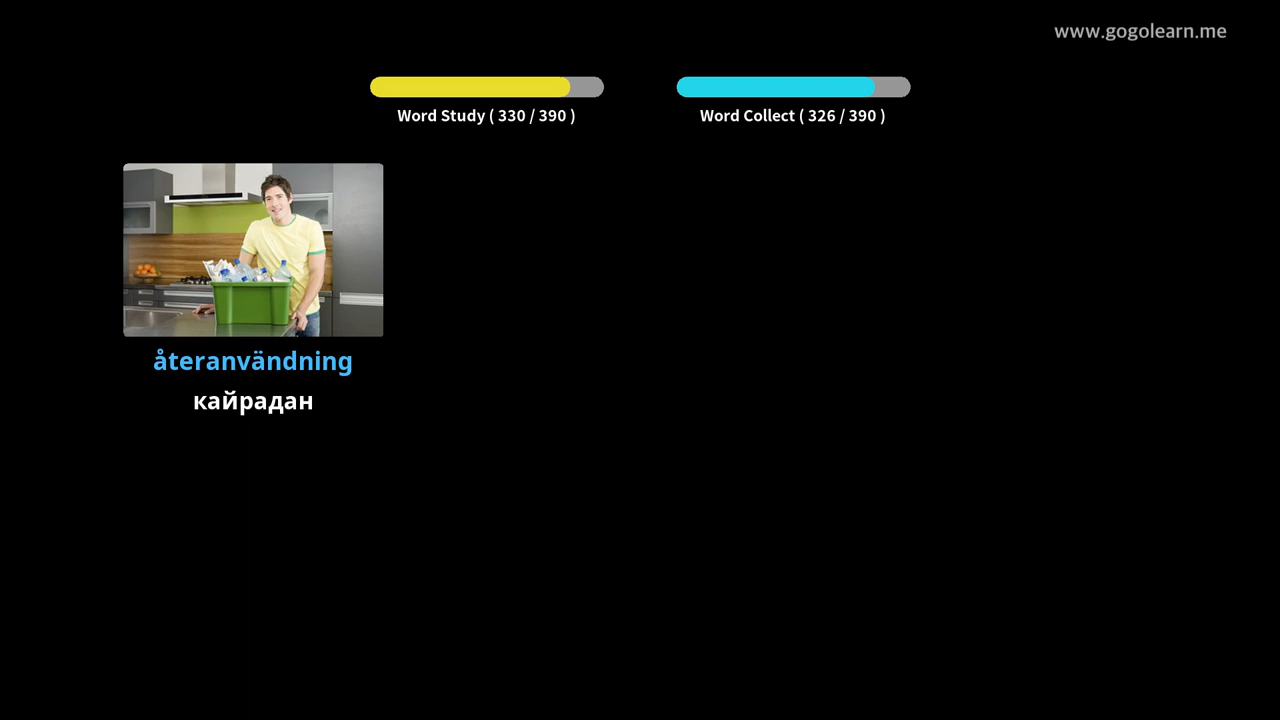 www.gogolearn.me
Word Study ( 330 / 390 )
Word Collect ( 326 / 390 )
återanvändning
кайрадан